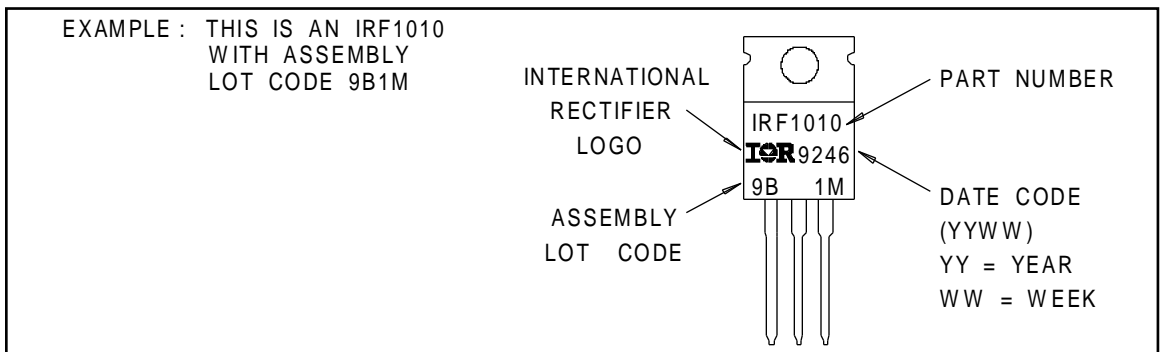 EXAMPLE : THIS IS AN IRF1010
WITH ASSEMBLY
LOT CODE 9B1M
INTERNATIONAL
RECTIFIER
LOGO
PART NUMBER
IRF1010
IOR 9246
9B 1M
ASSEMBLY
LOT CODE
DATE CODE
(YYWW)
YY = YEAR
WW = WEEK